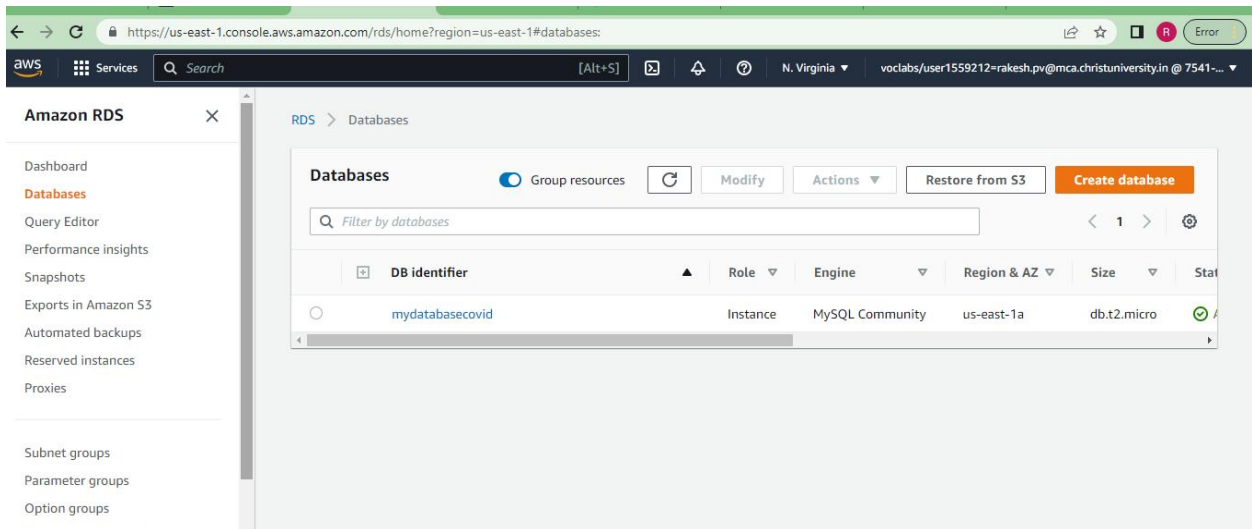 https://us-east-1.console.aws.amazon.com/rds/home?region=us-east-1#databases:
R
Error
aws
Services
Search
[Alt+S]
N. Virginia
voclabs/user1559212=rakesh.pv@mca.christuniversity.in @ 7541-...
Amazon RDS
Dashboard
Databases
Query Editor
Performance insights
Snapshots
Exports in Amazon S3
Automated backups
Reserved instances
Proxies
Subnet groups
Parameter groups
Option groups
RDS > Databases
Databases
Group resources
Modify
Actions
Restore from S3
Create database
Filter by databases
1
DB identifier Role Engine Region & AZ Size Stat
mydatabasecovid Instance MySQL Community us-east-1a db.t2.micro